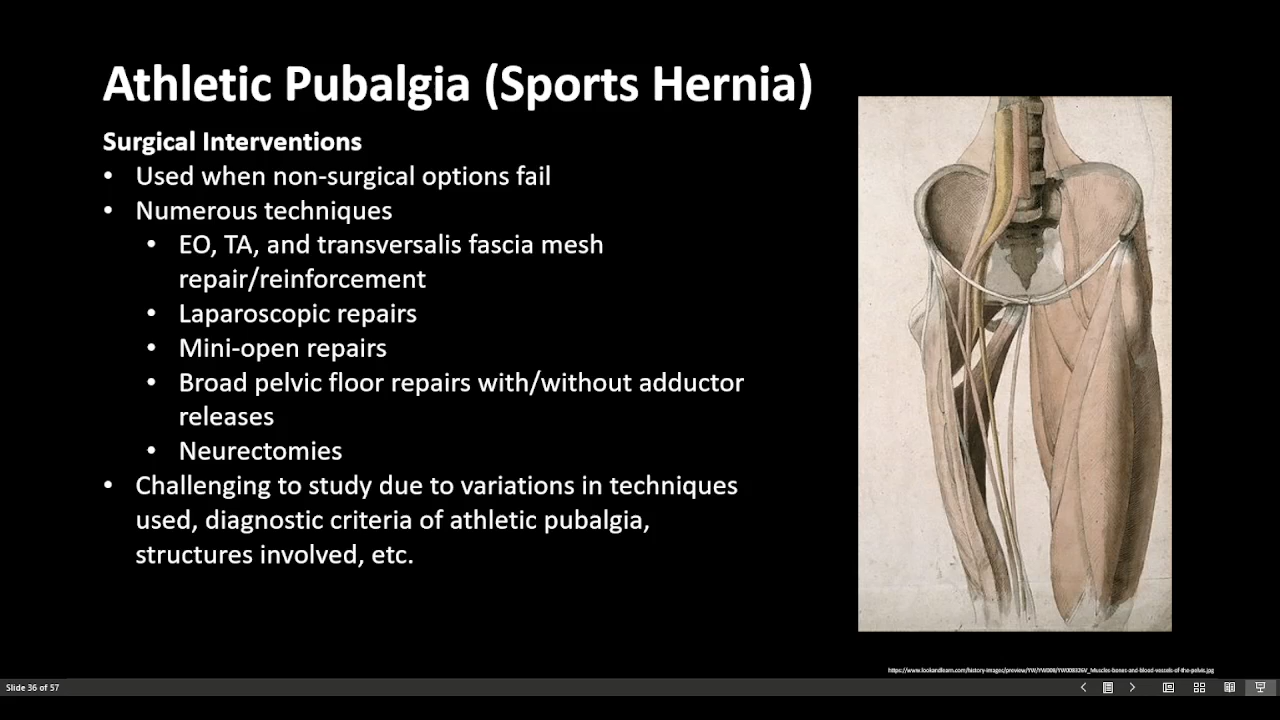 Athletic Pubalgia (Sports Hernia)
Surgical Interventions
• Used when non-surgical options fail
• Numerous techniques
• EO, TA, and transversalis fascia mesh
repair/reinforcement
• Laparoscopic repairs
• Mini-open repairs
• Broad pelvic floor repairs with/without adductor
releases
• Neurectomies
• Challenging to study due to variations in techniques
used, diagnostic criteria of athletic pubalgia,
structures involved, etc.
Slide 36 of 57